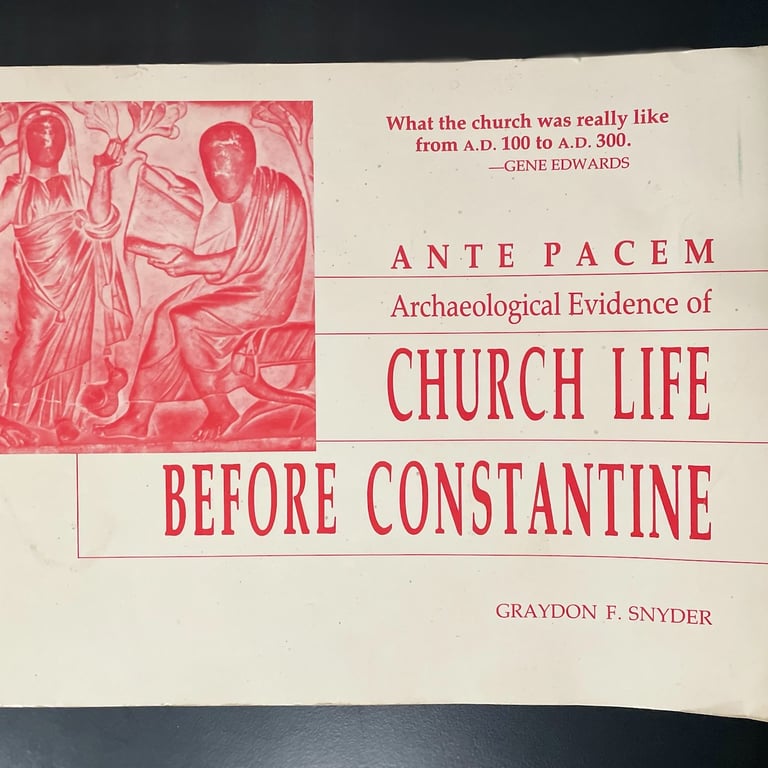 What the church was really like
from A.D. 100 to A.D. 300.
—GENE EDWARDS
ANTE PACEM
Archaeological Evidence of
CHURCH LIFE
BEFORE CONSTANTINE
GRAYDON F. SNYDER